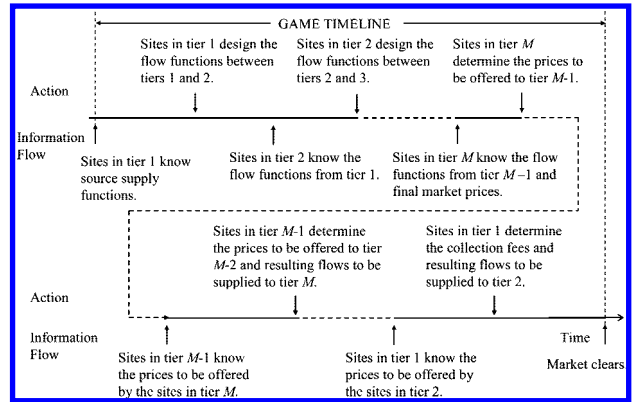 GAME TIMELINE
Sites in tier 1 design the
flow functions between
tiers 1 and 2.
Sites in tier 2 design the
flow functions between
tiers 2 and 3.
Sites in tier M
determine the prices to
be offered to tier M-1.
Action
Information
Flow
Sites in tier 1 know
source supply
functions.
Sites in tier 2 know the
flow functions from tier 1.
Sites in tier M know the flow
functions from tier M–1 and
final market prices.
Sites in tier M-1 determine
the prices to be offered to tier
M-2 and resulting flows to be
supplied to tier M.
Sites in tier 1 determine
the collection fees and
resulting flows to be
supplied to tier 2.
Action
Information
Flow
Time
Sites in tier M-1 know
the prices to be offered
by the sites in tier M.
Sites in tier 1 know the
prices to be offered by
the sites in tier 2.
Market clears